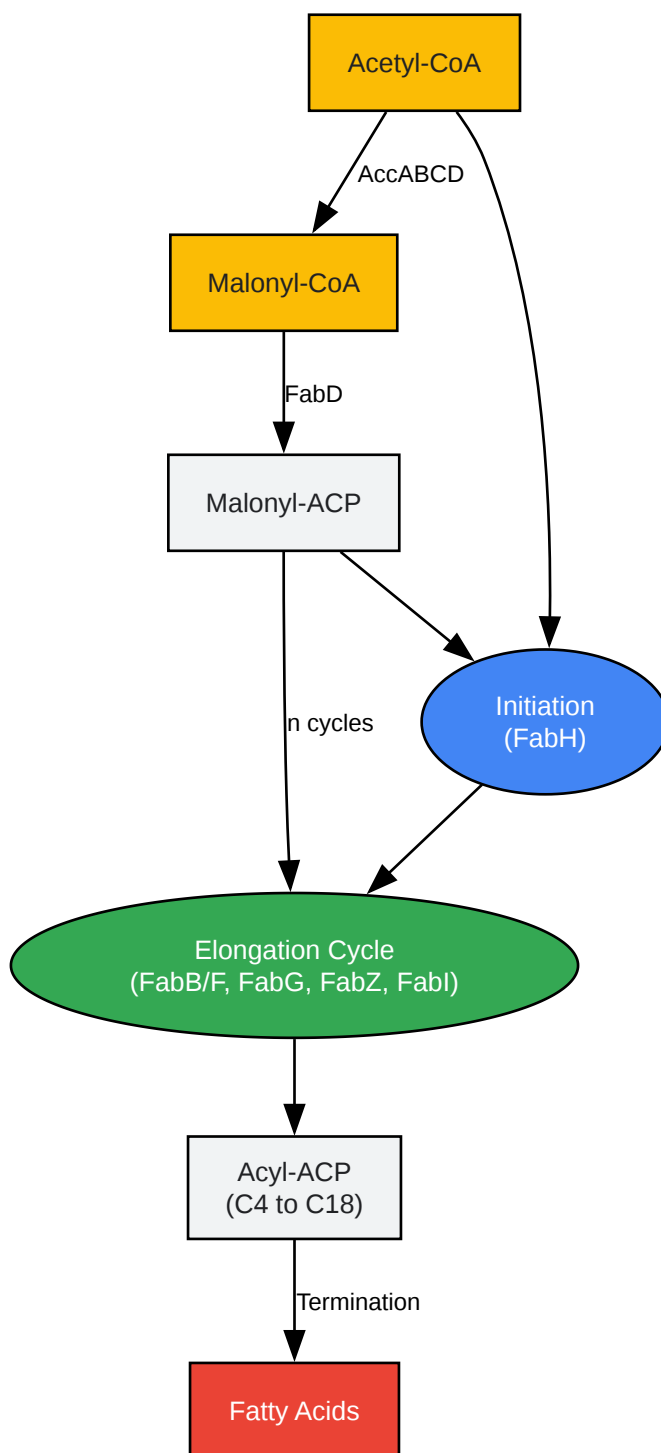 Acetyl-CoA
AccABCD
Malonyl-CoA
FabD
Malonyl-ACP
Initiation
(FabH)
n cycles
Elongation Cycle
(FabB/F, FabG, FabZ, FabI)
Acyl-ACP
(C4 to C18)
Termination
Fatty Acids